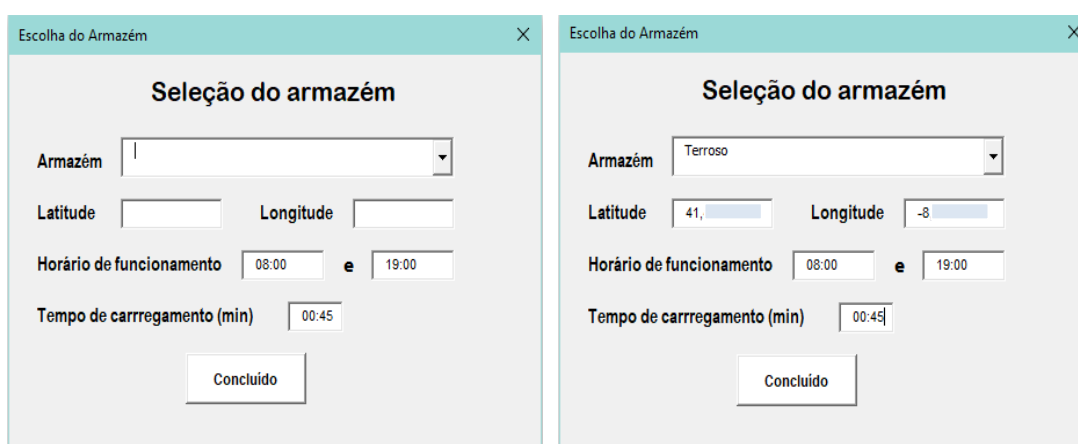 Escolha do Armazém
Seleção do armazém
Armazém
Latitude Longitude
Horário de funcionamento 08:00 e 19:00
Tempo de carrregamento (min) 00:45
Concluído
Escolha do Armazém
Seleção do armazém
Armazém Terroso
Latitude 41, Longitude -8
Horário de funcionamento 08:00 e 19:00
Tempo de carrregamento (min) 00:45
Concluído